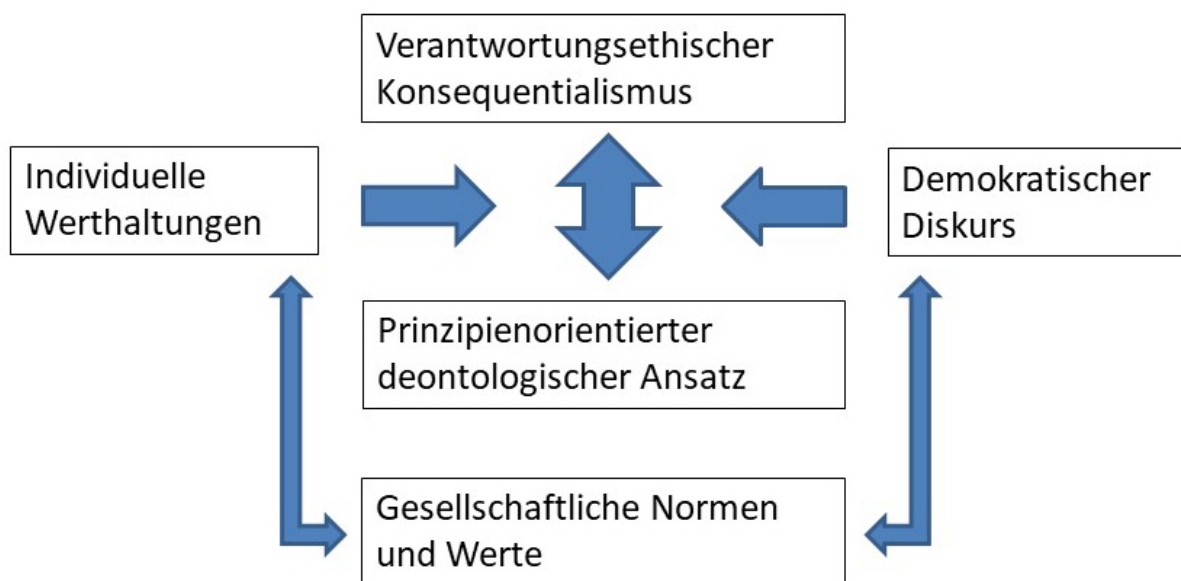 Verantwortungsethischer
Konsequentialismus
Individuelle
Werthaltungen
Demokratischer
Diskurs
Prinzipienorientierter
deontologischer Ansatz
Gesellschaftliche Normen
und Werte